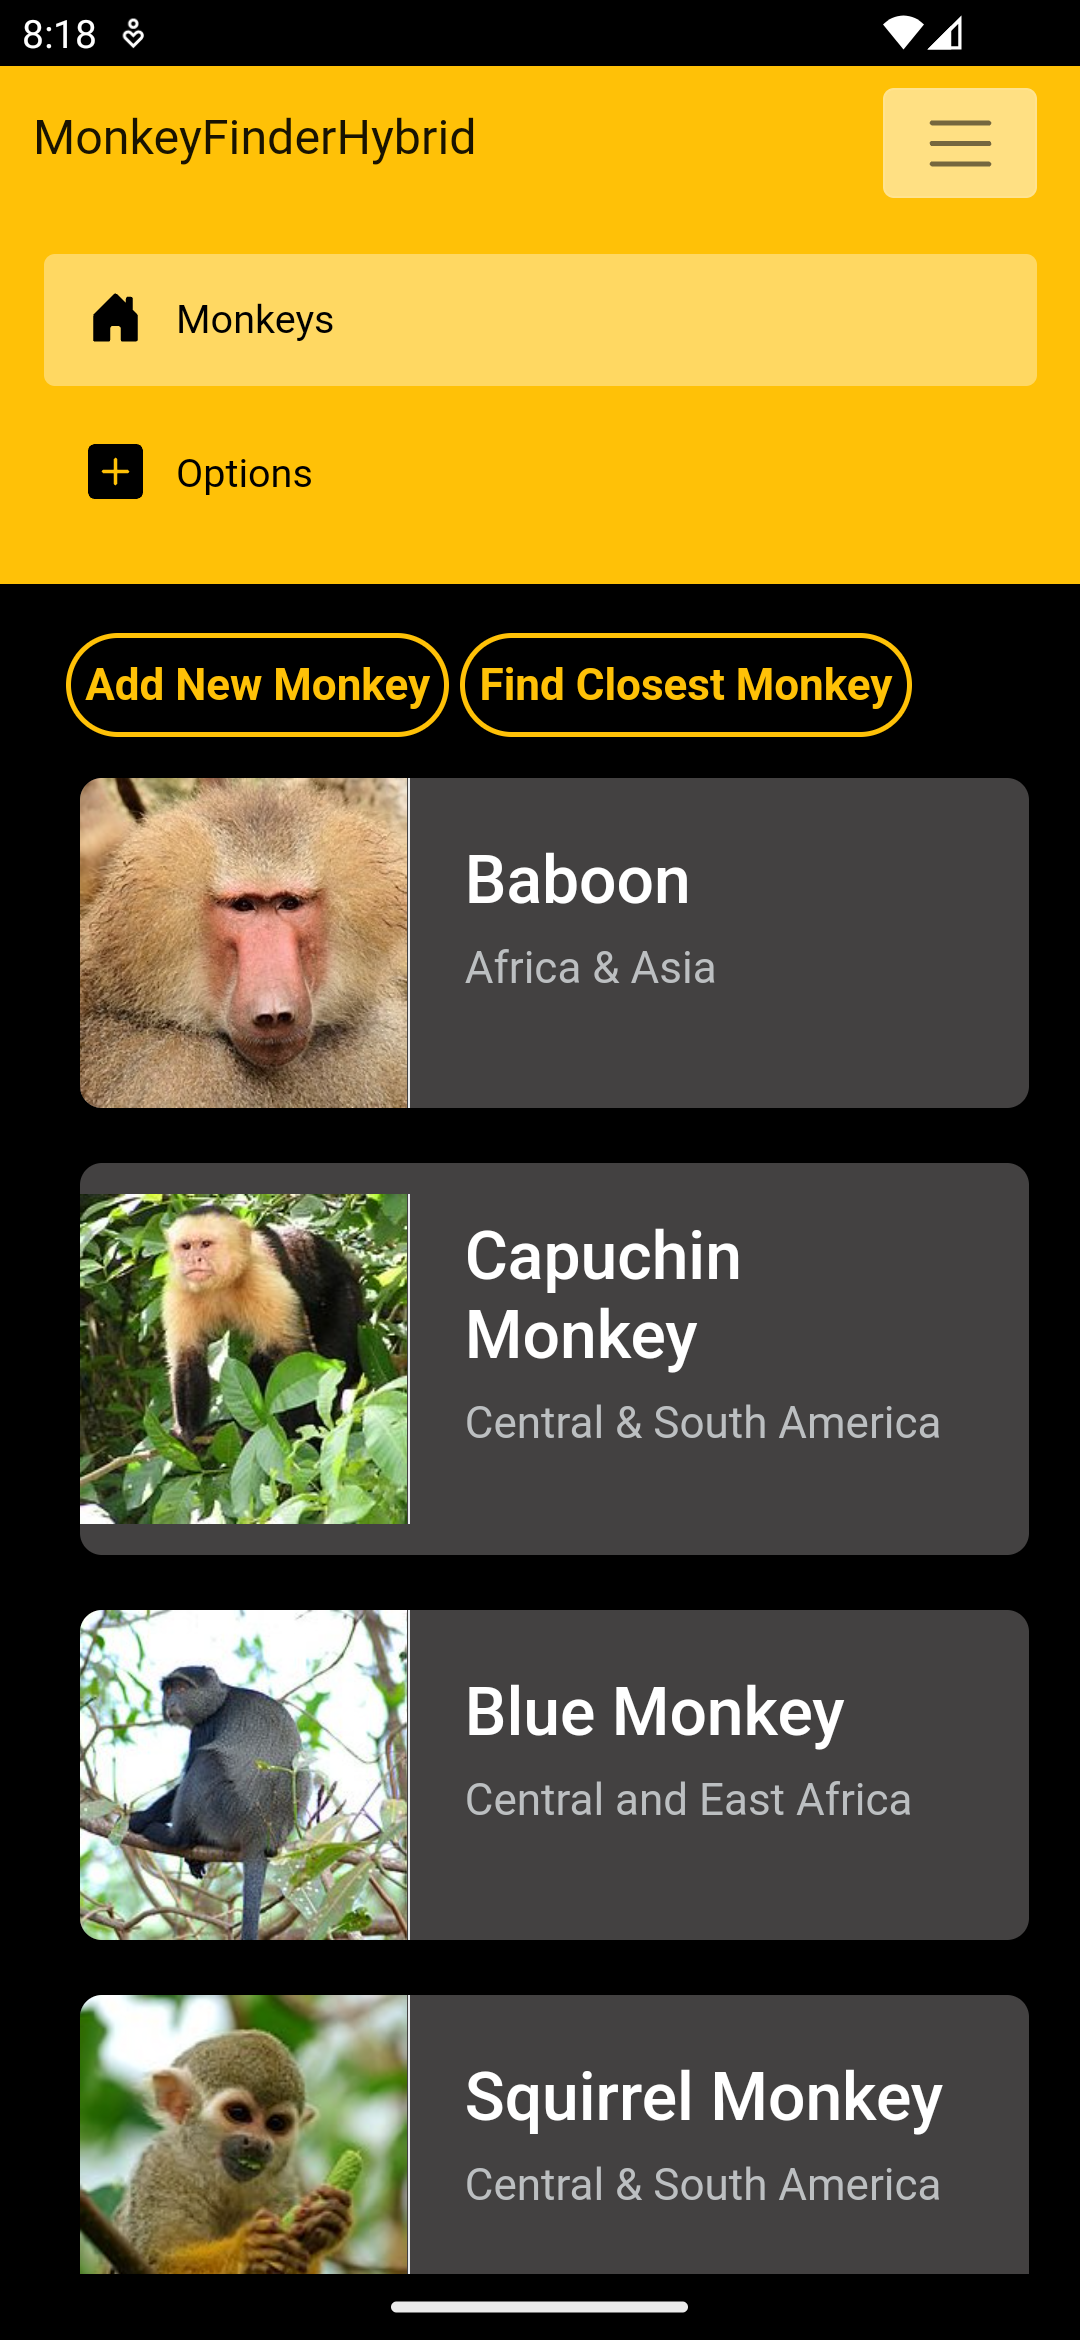 8:18
MonkeyFinderHybrid
Monkeys
Options
Add New Monkey
Find Closest Monkey
Baboon
Africa & Asia
Capuchin
Monkey
Central & South America
Blue Monkey
Central and East Africa
Squirrel Monkey
Central & South America